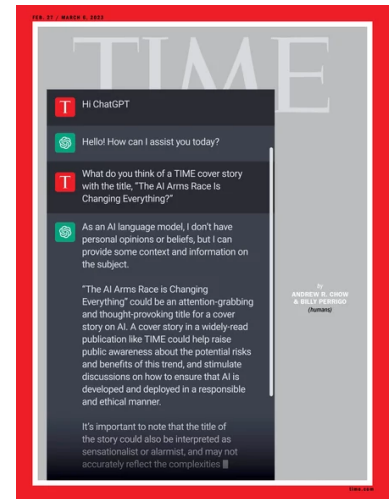 FEB. 27 / MARCH 6, 2023
TIME
T Hi ChatGPT
Hello! How can I assist you today?
T What do you think of a TIME cover story
with the title, "The AI Arms Race Is
Changing Everything?"
As an AI language model, I don't have
personal opinions or beliefs, but I can
provide some context and information on
the subject.
"The AI Arms Race is Changing
Everything" could be an attention-grabbing
and thought-provoking title for a cover
story on AI. A cover story in a widely-read
publication like TIME could help raise
public awareness about the potential risks
and benefits of this trend, and stimulate
discussions on how to ensure that AI is
developed and deployed in a responsible
and ethical manner.
It's important to note that the title of
the story could also be interpreted as
sensationalist or alarmist, and may not
accurately reflect the complexities
by
ANDREW R. CHOW
& BILLY PERRIGO
(humans)
time.com